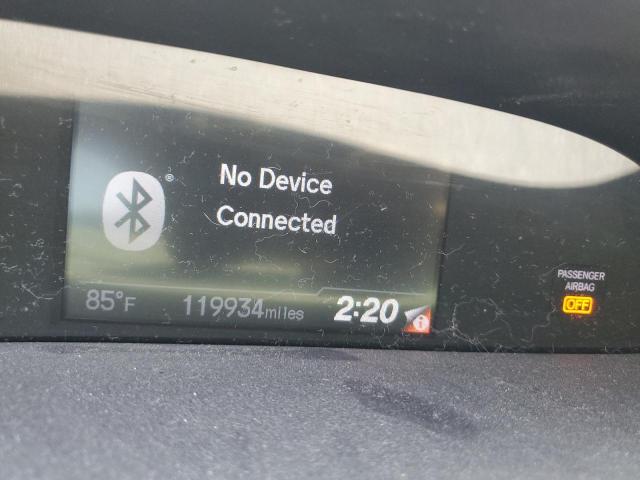 No Device
Connected
85°F 119934miles 2:20 i
PASSENGER
AIRBAG
OFF
®